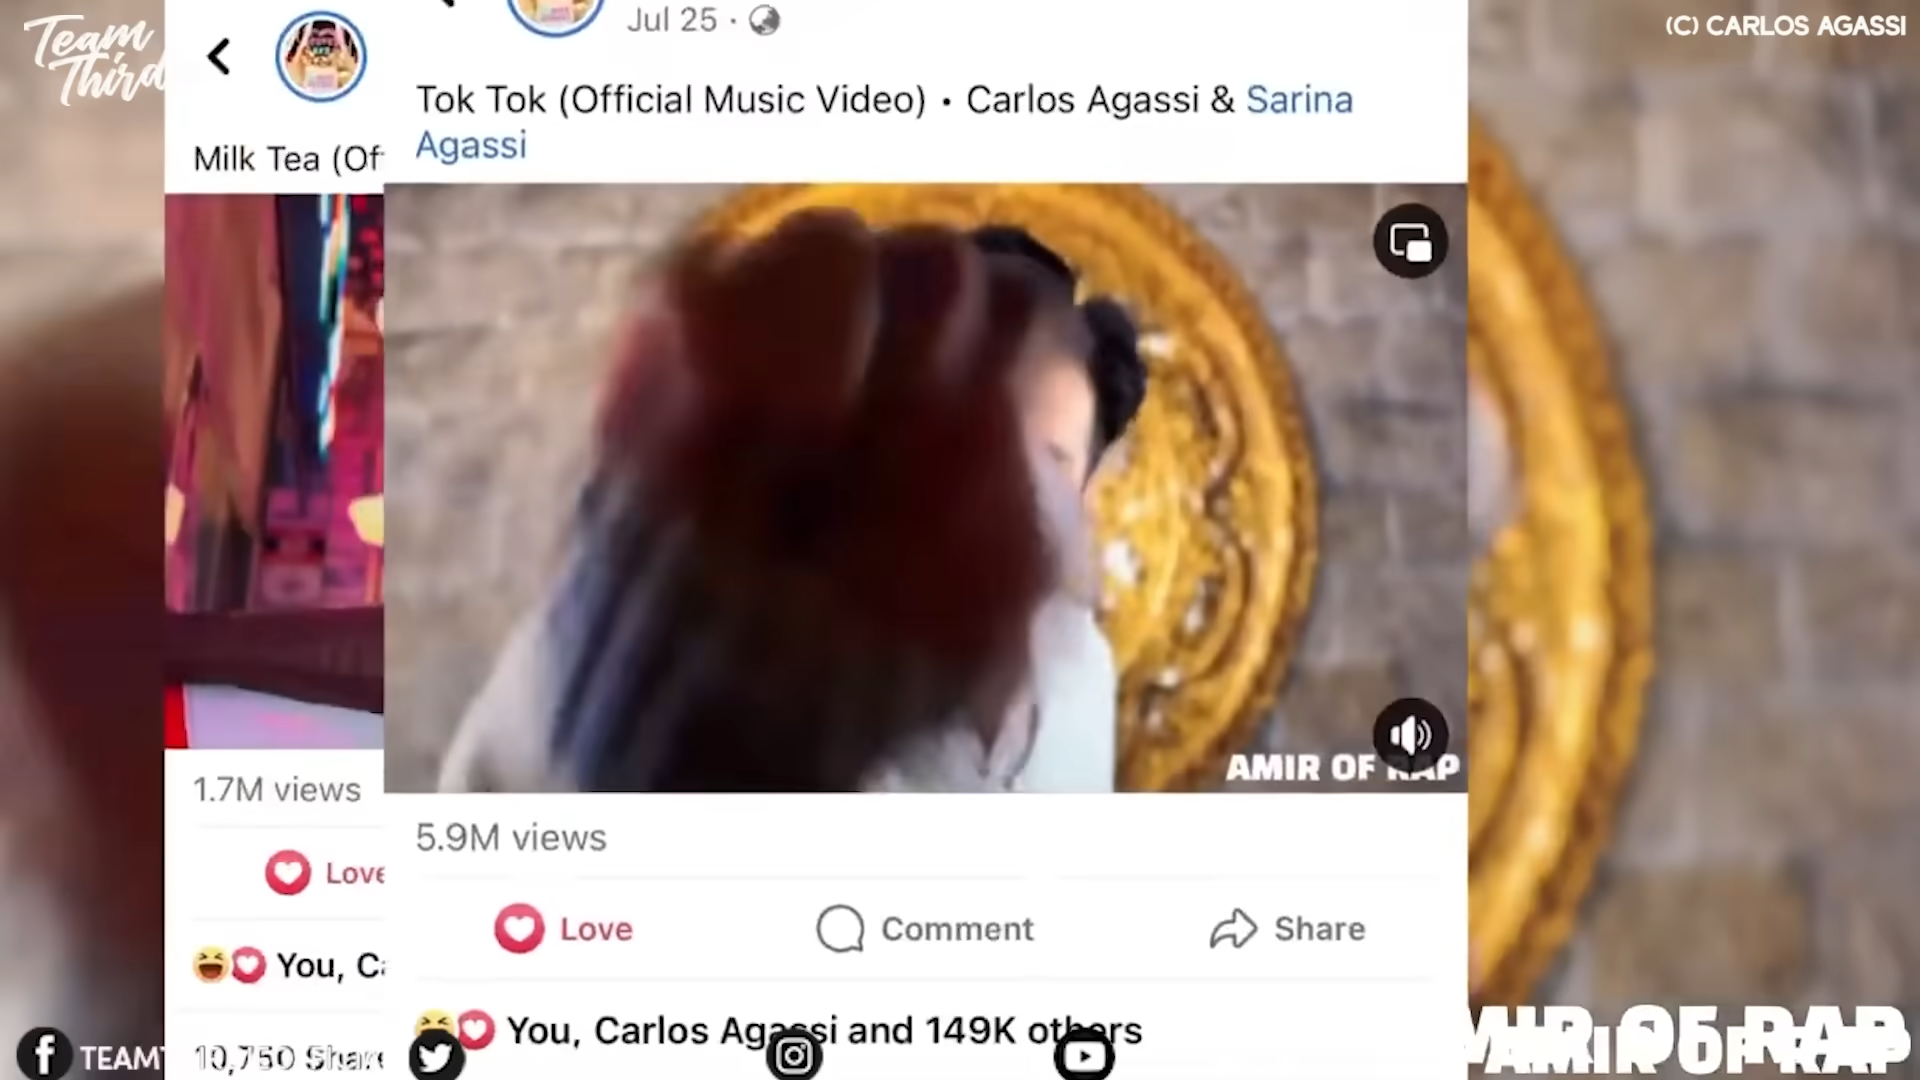 Team
Third
(C) CARLOS AGASSI
Jul 25 ·
Tok Tok (Official Music Video) • Carlos Agassi & Sarina
Agassi
Milk Tea (Of
AMIR OF RAP
1.7M views
5.9M views
Love
Love
Comment
Share
You, Ca
You, Carlos Agassi and 149K others
10,750 Share
TEAMT
AMIR OF RAP